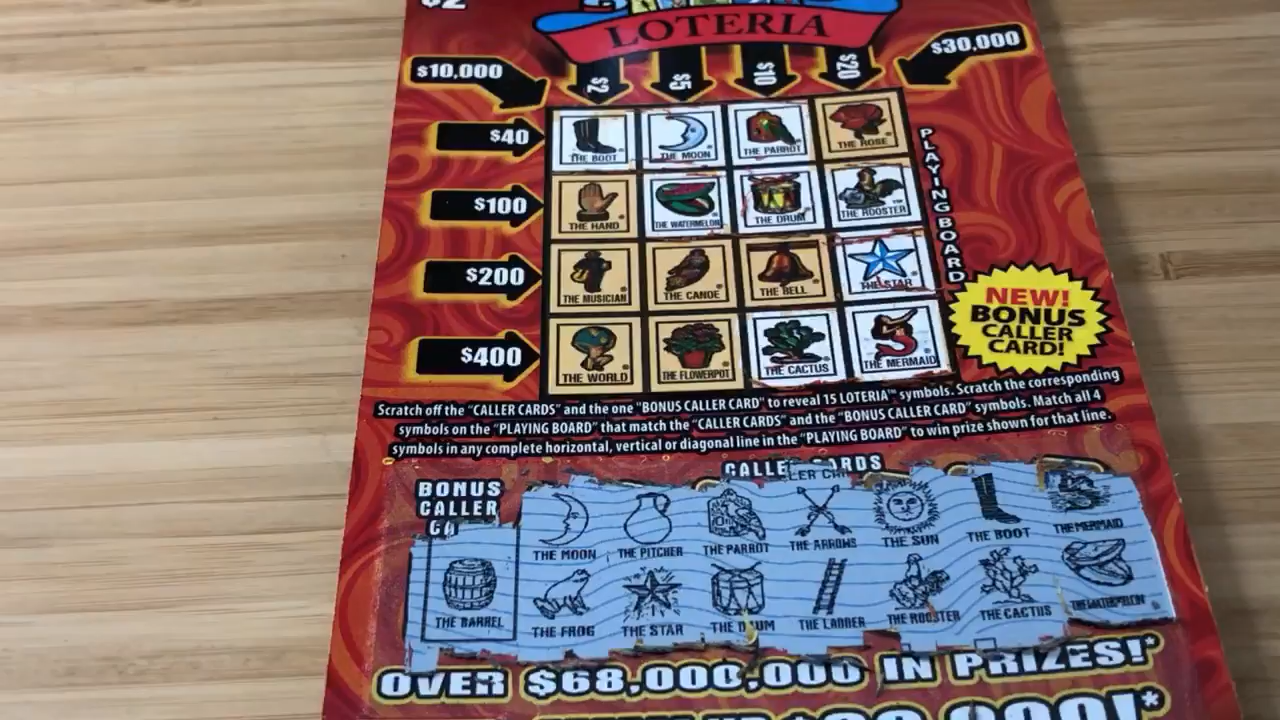 $2
LOTERIA
$10,000
$2
$5
$10
$20
$30,000
$40
THE BOOT
THE MOON
THE PARROT
THE ROSE
$100
THE HAND
THE WATERMELON
THE DRUM
THE ROOSTER
$200
THE MUSICIAN
THE CANOE
THE BELL
THE STAR
$400
THE WORLD
THE FLOWERPOT
THE CACTUS
THE MERMAID
PLAYING BOARD
NEW!
BONUS
CALLER
CARD!
Scratch off the "CALLER CARDS" and the one "BONUS CALLER CARD" to reveal 15 LOTERIA™ symbols. Scratch the corresponding
symbols on the "PLAYING BOARD" that match the "CALLER CARDS" and the "BONUS CALLER CARD" symbols. Match all 4
symbols in any complete horizontal, vertical or diagonal line in the "PLAYING BOARD" to win prize shown for that line.
BONUS
CALLER
THE MOON
THE PITCHER
THE PARROT
THE ARROWS
THE SUN
THE BOOT
THE MERMAID
THE BARREL
THE FROG
THE STAR
THE DRUM
THE LADDER
THE ROOSTER
THE CACTUS
THE WATERMELON
OVER $68,000,000 IN PRIZES!*